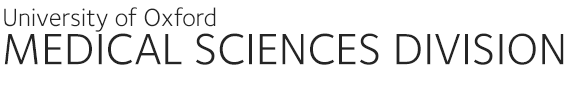 University of Oxford
MEDICAL SCIENCES DIVISION